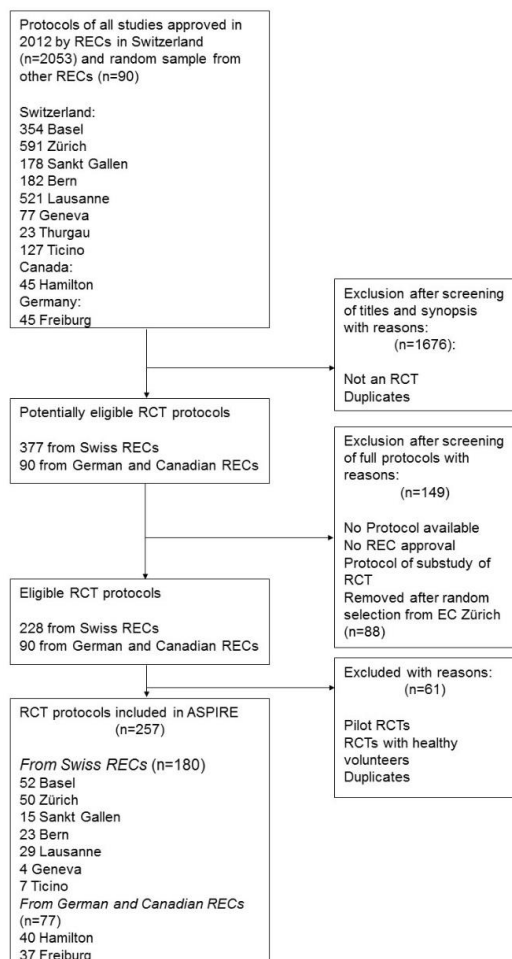 Protocols of all studies approved in
2012 by RECs in Switzerland
(n=2053) and random sample from
other RECs (n=90)
Switzerland:
354 Basel
591 Zürich
178 Sankt Gallen
182 Bern
521 Lausanne
77 Geneva
23 Thurgau
127 Ticino
Canada:
45 Hamilton
Germany:
45 Freiburg
Exclusion after screening
of titles and synopsis
with reasons:
(n=1676):
Not an RCT
Duplicates
Potentially eligible RCT protocols
377 from Swiss RECs
90 from German and Canadian RECs
Exclusion after screening
of full protocols with
reasons:
(n=149)
No Protocol available
No REC approval
Protocol of substudy of
RCT
Removed after random
selection from EC Zürich
(n=88)
Eligible RCT protocols
228 from Swiss RECs
90 from German and Canadian RECs
Excluded with reasons:
(n=61)
Pilot RCTs
RCTs with healthy
volunteers
Duplicates
RCT protocols included in ASPIRE
(n=257)
From Swiss RECs (n=180)
52 Basel
50 Zürich
15 Sankt Gallen
23 Bern
29 Lausanne
4 Geneva
7 Ticino
From German and Canadian RECs
(n=77)
40 Hamilton
37 Freiburg